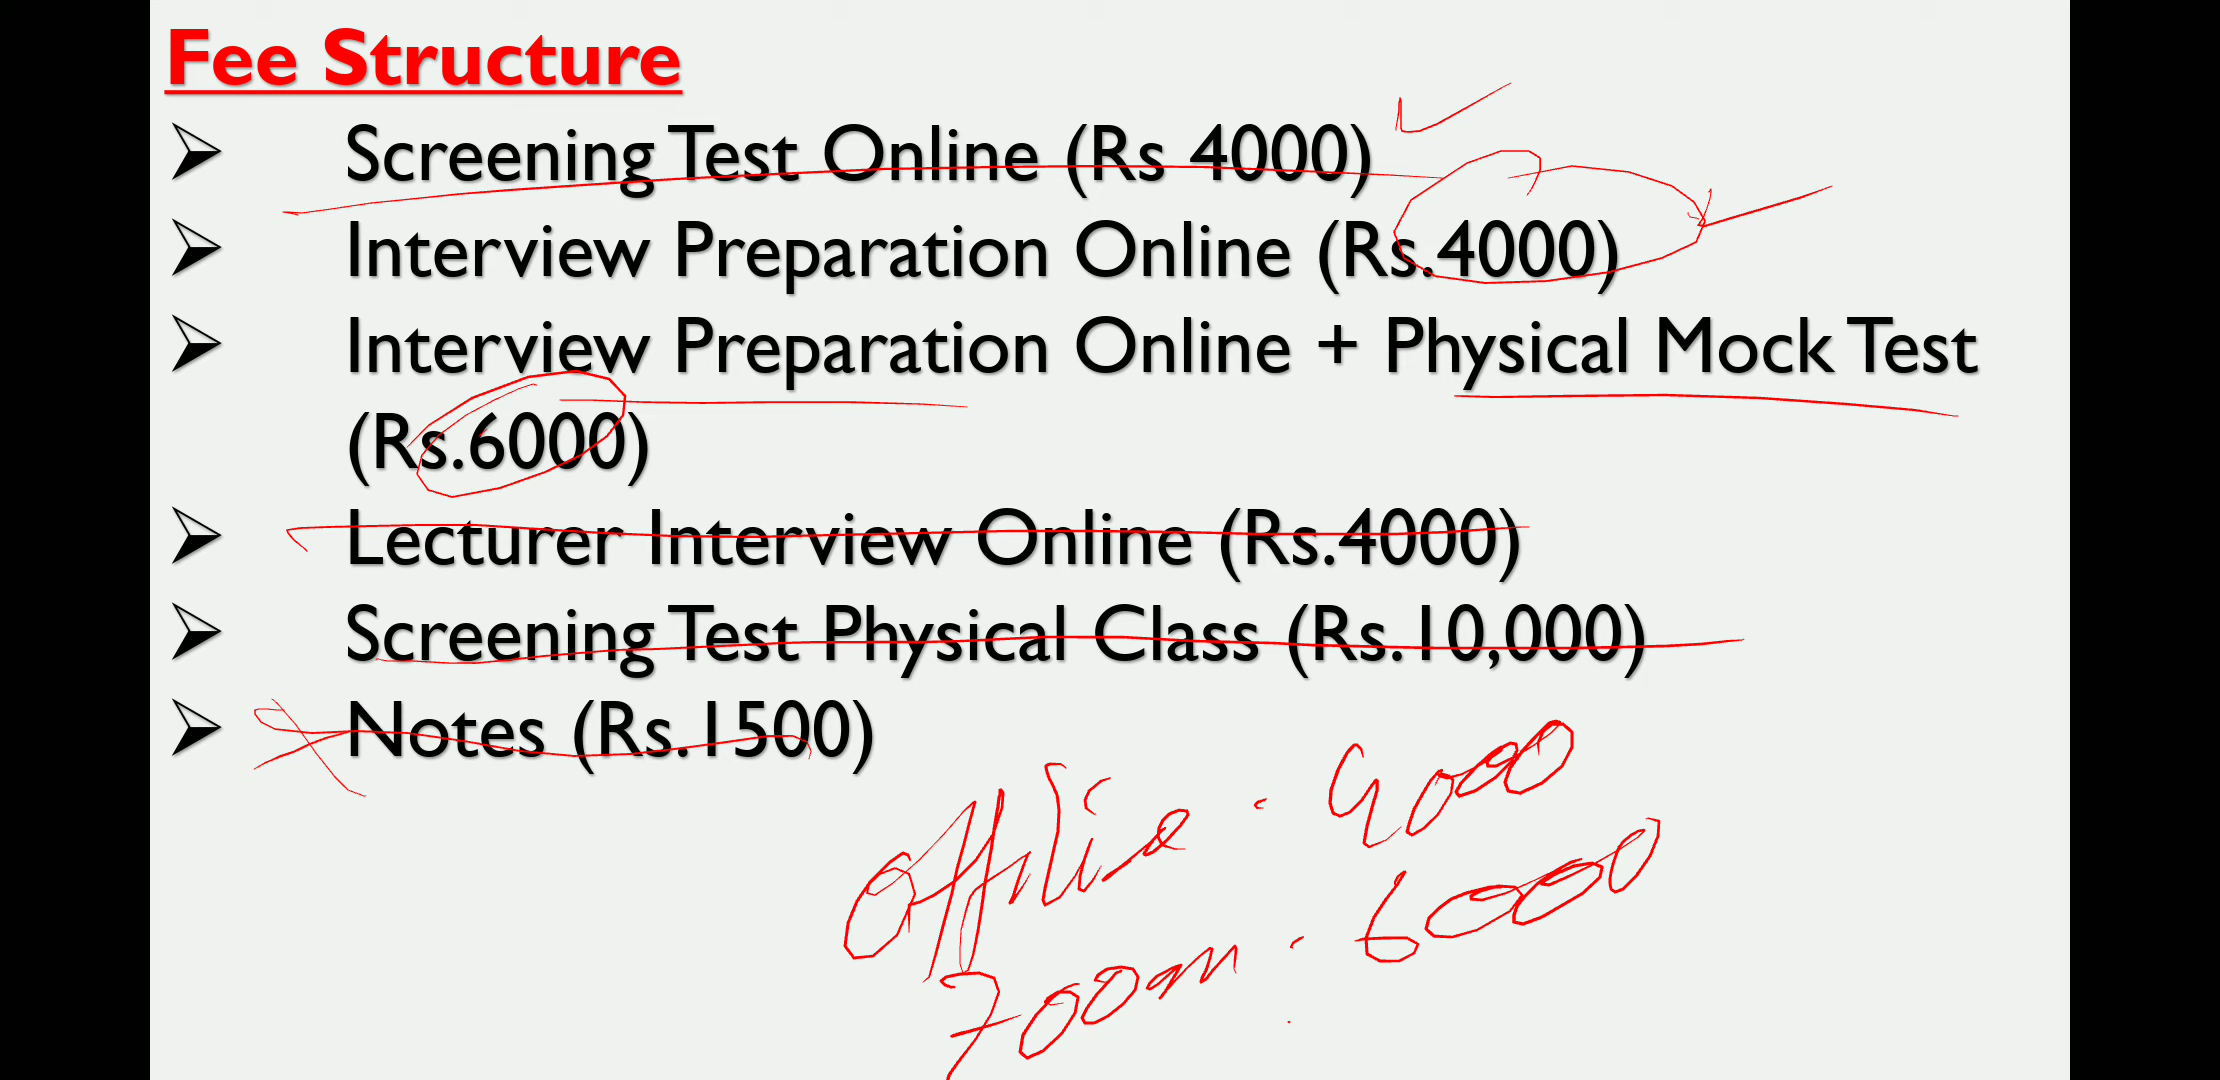 Fee Structure
➢ Screening Test Online (Rs 4000)
➢ Interview Preparation Online (Rs.4000)
➢ Interview Preparation Online + Physical Mock Test
(Rs.6000)
➢ Lecturer Interview Online (Rs.4000)
➢ Screening Test Physical Class (Rs.10,000)
➢ Notes (Rs.1500)
: 4000
Zoom : 6000